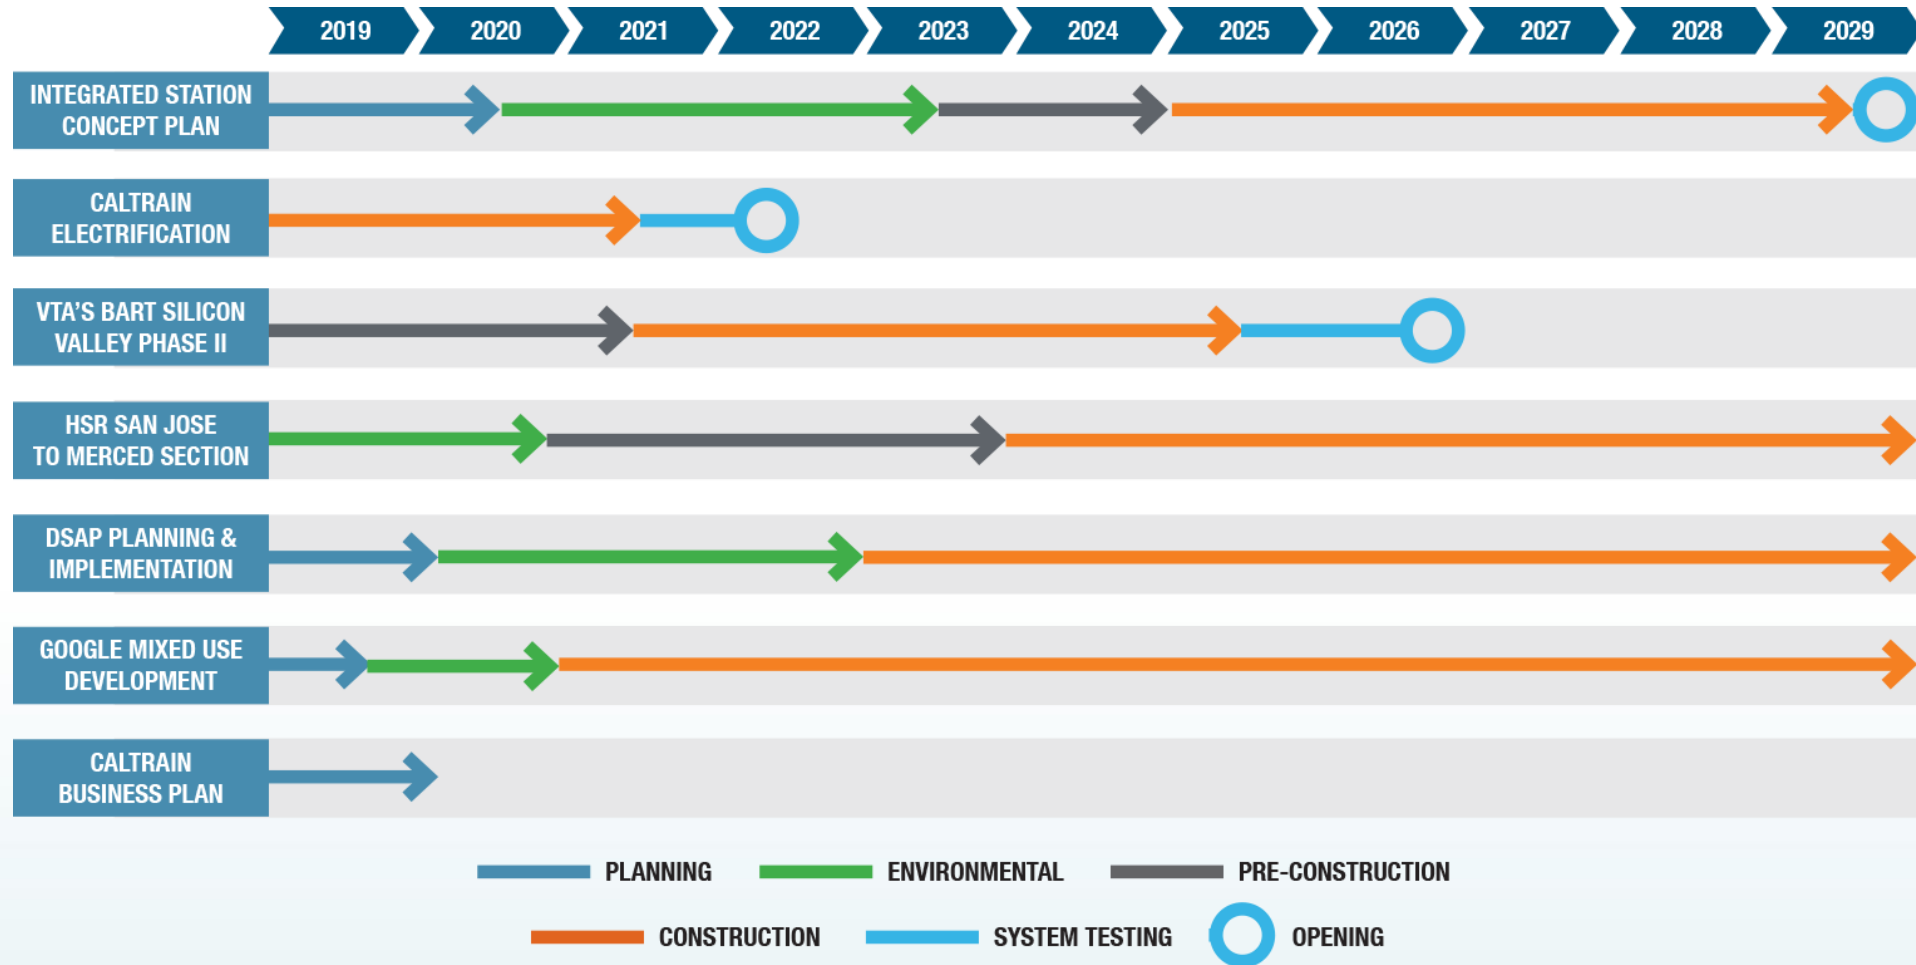 2019 2020 2021 2022 2023 2024 2025 2026 2027 2028 2029
INTEGRATED STATION
CONCEPT PLAN
CALTRAIN
ELECTRIFICATION
VTA'S BART SILICON
VALLEY PHASE II
HSR SAN JOSE
TO MERCED SECTION
DSAP PLANNING &
IMPLEMENTATION
GOOGLE MIXED USE
DEVELOPMENT
CALTRAIN
BUSINESS PLAN
PLANNING ENVIRONMENTAL PRE-CONSTRUCTION
CONSTRUCTION SYSTEM TESTING OPENING